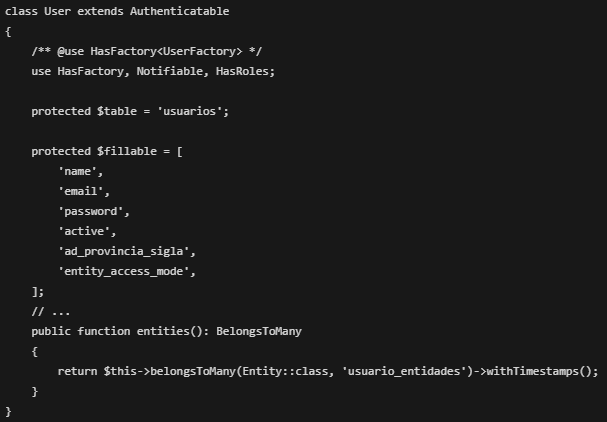 class User extends Authenticatable
{
    /** @use HasFactory<UserFactory> */
    use HasFactory, Notifiable, HasRoles;

    protected $table = 'usuarios';

    protected $fillable = [
        'name',
        'email',
        'password',
        'active',
        'ad_provincia_sigla',
        'entity_access_mode',
    ];
    // ...
    public function entities(): BelongsToMany
    {
        return $this->belongsToMany(Entity::class, 'usuario_entidades')->withTimestamps();
    }
}